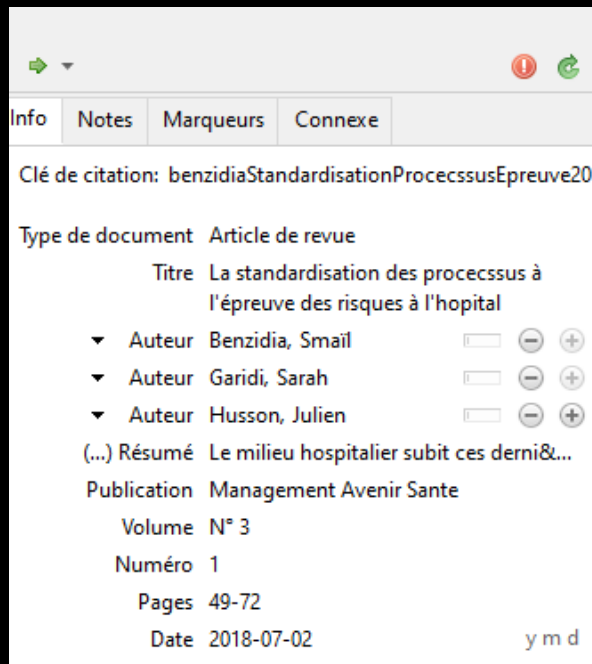 Info Notes Marqueurs Connexe
Clé de citation: benzidiaStandardisationProcecssusEpreuve20
Type de document Article de revue
Titre La standardisation des procecssus à
l'épreuve des risques à l'hopital
Auteur Benzidia, Smaïl
Auteur Garidi, Sarah
Auteur Husson, Julien
(...) Résumé Le milieu hospitalier subit ces derni&...
Publication Management Avenir Sante
Volume N° 3
Numéro 1
Pages 49-72
Date 2018-07-02 y m d